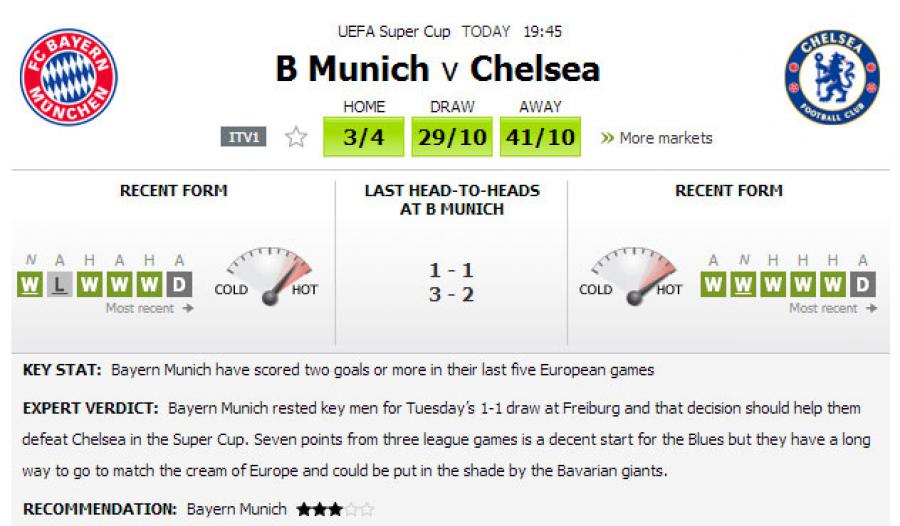 UEFA Super Cup TODAY 19:45
B Munich v Chelsea
FC BAYERN
MÜNCHEN
CHELSEA
FOOTBALL CLUB
HOME DRAW AWAY
ITV1 3/4 29/10 41/10 » More markets
RECENT FORM
N A H A H A
W L W W W D
Most recent →
COLD HOT
LAST HEAD-TO-HEADS
AT B MUNICH
1 - 1
3 - 2
RECENT FORM
COLD HOT
A N H H H A
W W W W W D
Most recent →
KEY STAT: Bayern Munich have scored two goals or more in their last five European games
EXPERT VERDICT: Bayern Munich rested key men for Tuesday's 1-1 draw at Freiburg and that decision should help them
defeat Chelsea in the Super Cup. Seven points from three league games is a decent start for the Blues but they have a long
way to go to match the cream of Europe and could be put in the shade by the Bavarian giants.
RECOMMENDATION: Bayern Munich ★★★☆☆